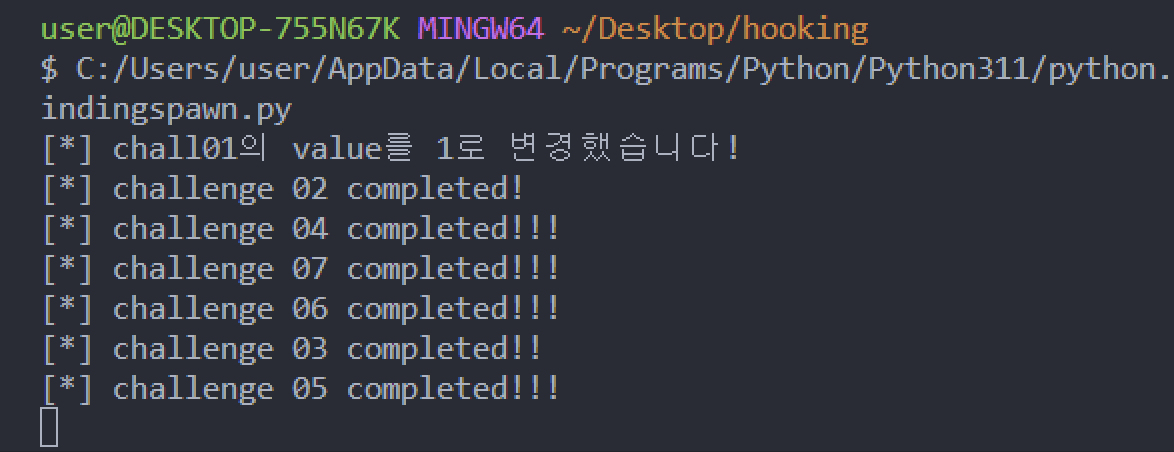 user@DESKTOP-755N67K MINGW64 ~/Desktop/hooking
$ C:/Users/user/AppData/Local/Programs/Python/Python311/python.
indingspawn.py
[*] chall01의 value를 1로 변경했습니다!
[*] challenge 02 completed!
[*] challenge 04 completed!!!
[*] challenge 07 completed!!!
[*] challenge 06 completed!!!
[*] challenge 03 completed!!
[*] challenge 05 completed!!!